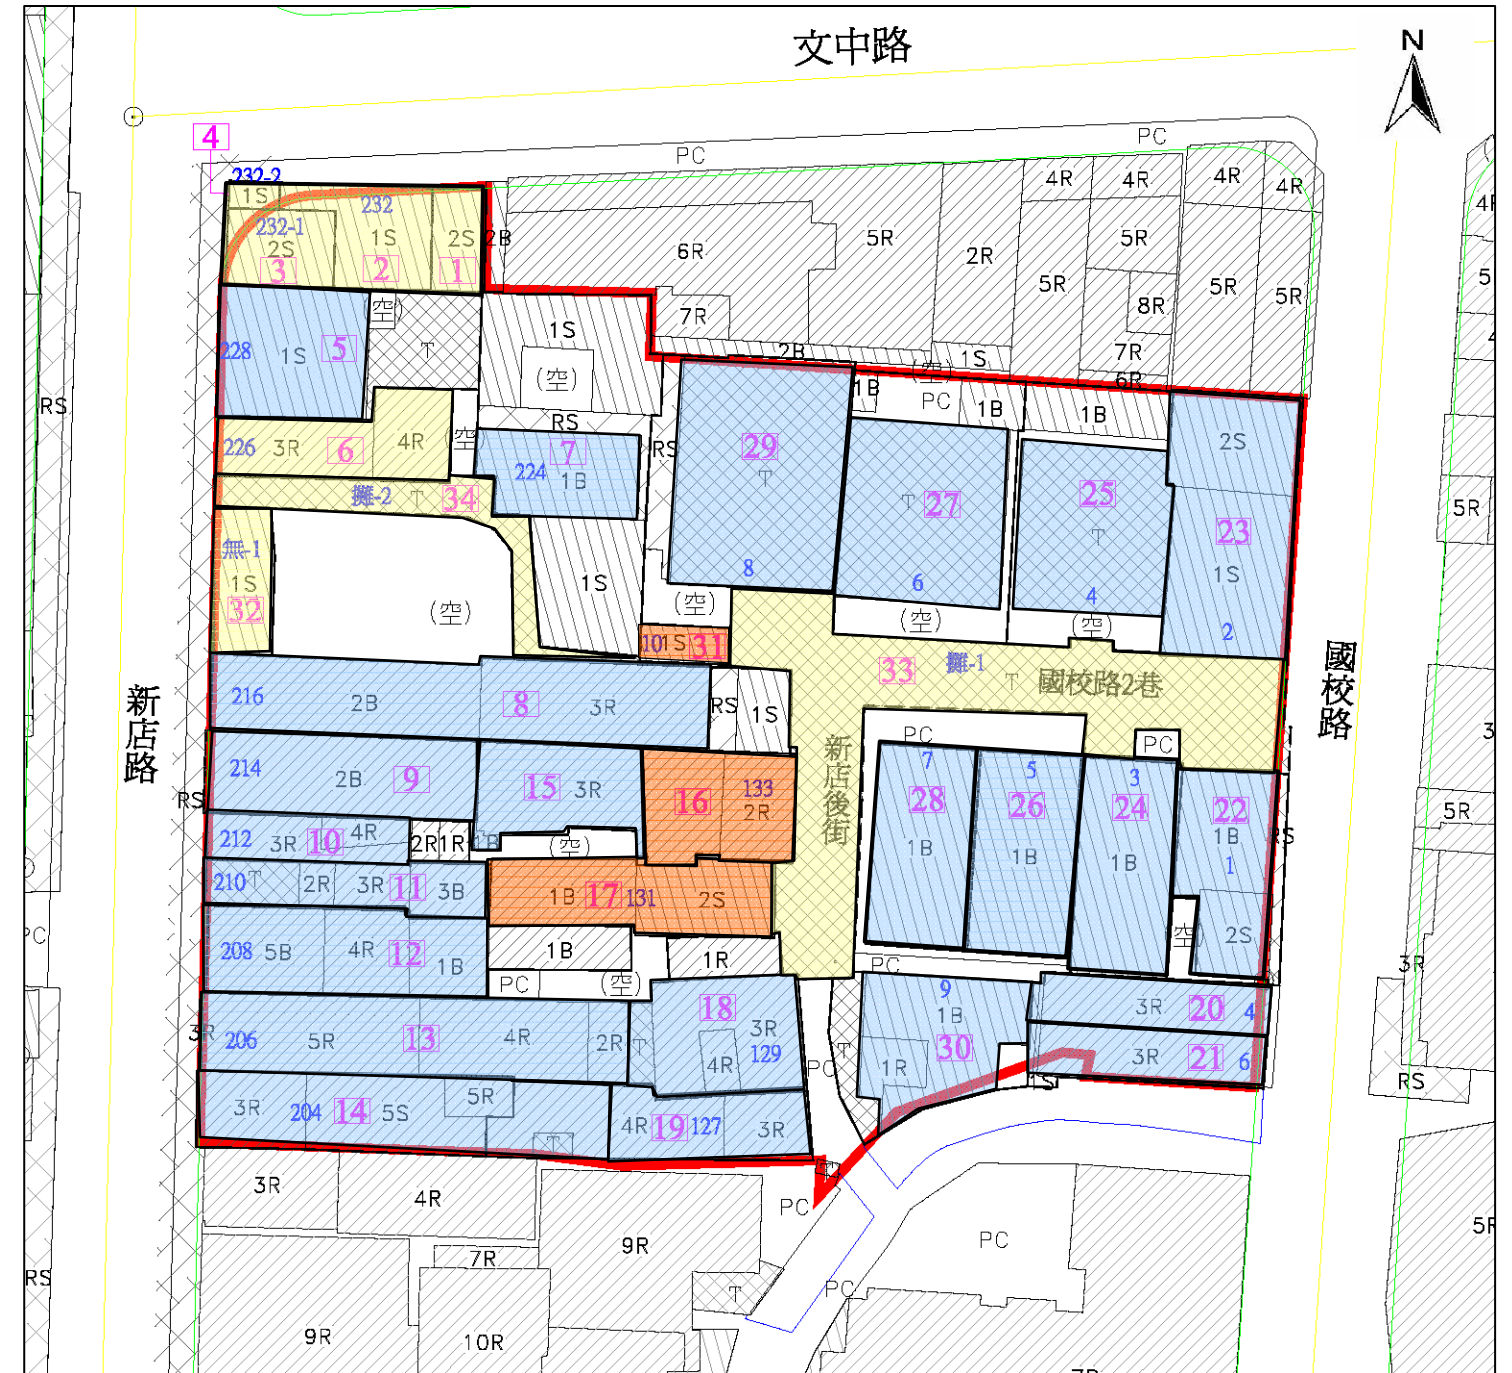 文中路
N
4
PC
PC
232-2
1S
232
232-1
2S
1S
2S
2B
3
2
1
4R
4R
4R
4R
6R
5R
2R
5R
5R
5R
5R
8R
7R
7R
6R
228
1S
5
(空)
T
1S
(空)
2B
1S
(空)
RS
226
3R
6
4R
(空)
RS
RS
224
7
1B
29
T
8
1B
PC
1B
1B
27
T
6
25
T
4
2S
23
1S
2
攤-2
T
34
無-1
1S
32
(空)
1S
(空)
(空)
(空)
10
1S
31
33
攤-1
T
國校路2巷
國校路
新店路
216
2B
8
3R
RS
1S
214
2B
9
15
3R
16
133
2R
新店後街
PC
PC
7
28
1B
5
26
1B
3
24
1B
22
1B
1
2S
RS
RS
212
3R
10
4R
2R
1R
1B
(空)
210
T
2R
3R
11
3B
1B
17
131
2S
208
5B
4R
12
1B
1B
1R
PC
(空)
空
PC
206
5R
13
4R
2R
T
18
3R
4R
129
9
1B
1R
30
T
PC
3R
20
4
3R
21
6
1S
3R
3R
204
14
5S
5R
T
4R
19
127
3R
T
PC
3R
4R
9R
7R
9R
10R
T
PC
PC
RS
RS
5R
5R
3R
RS